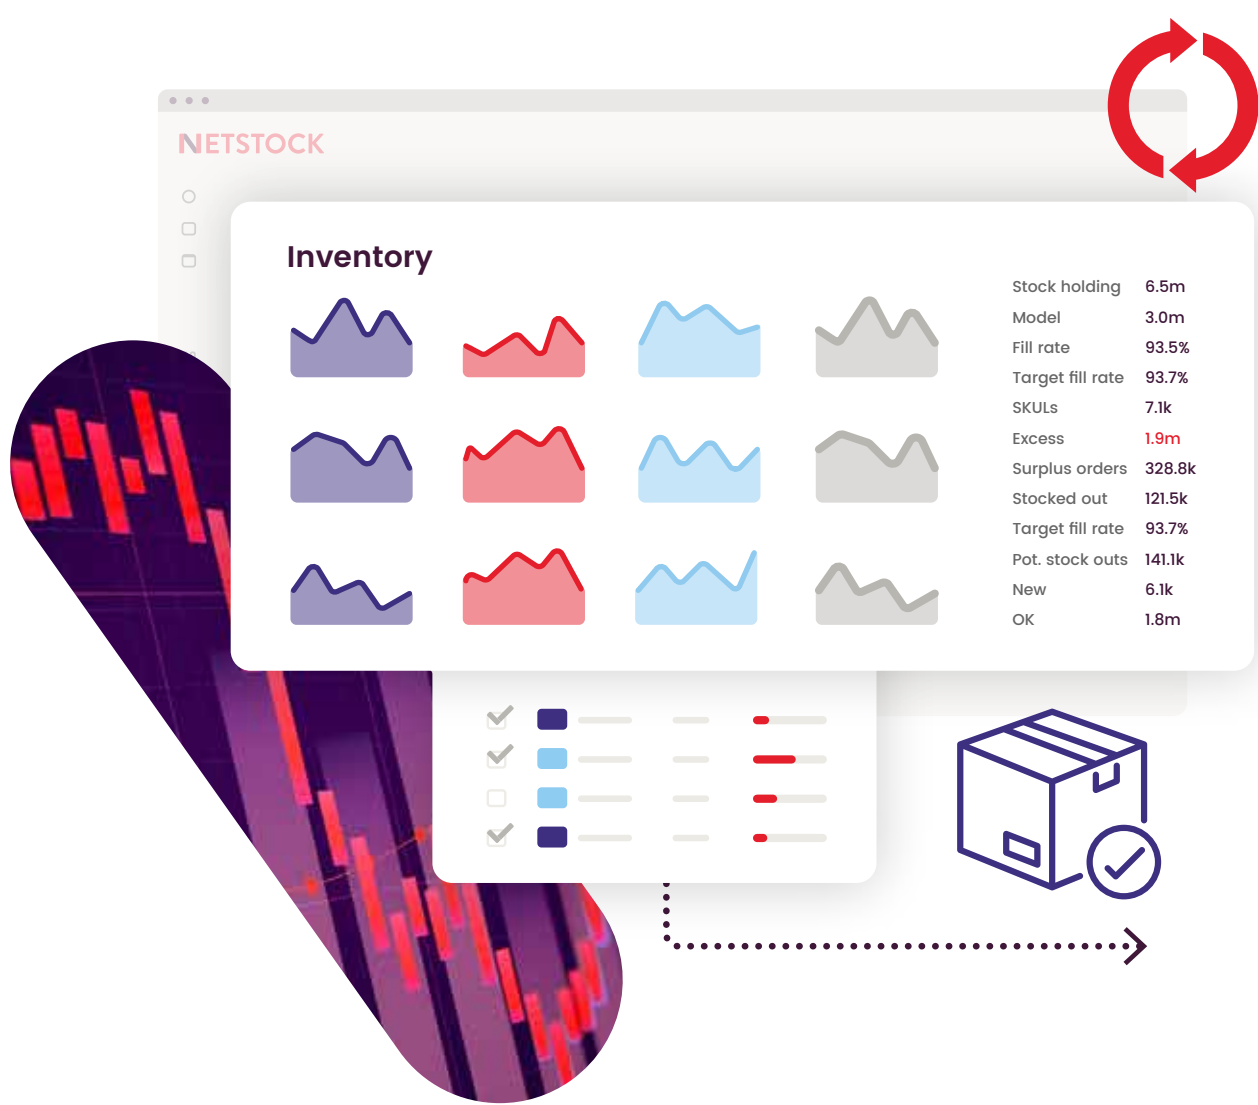 NETSTOCK
Inventory
Stock holding 6.5m
Model 3.0m
Fill rate 93.5%
Target fill rate 93.7%
SKULs 7.1k
Excess 1.9m
Surplus orders 328.8k
Stocked out 121.5k
Target fill rate 93.7%
Pot. stock outs 141.1k
New 6.1k
OK 1.8m